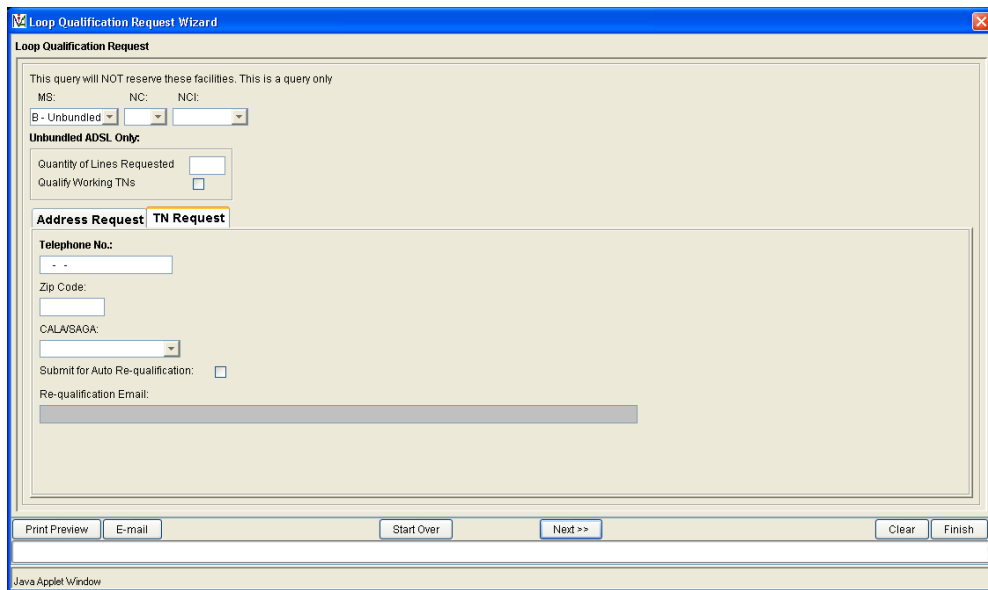 Loop Qualification Request Wizard
Loop Qualification Request
This query will NOT reserve these facilities. This is a query only
MS: NC: NCI:
B - Unbundled
Unbundled ADSL Only:
Quantity of Lines Requested
Qualify Working TNs
Address Request TN Request
Telephone No.:
- -
Zip Code:
CALA/SAGA:
Submit for Auto Re-qualification:
Re-qualification Email:
Print Preview E-mail Start Over Next >> Clear Finish
Java Applet Window